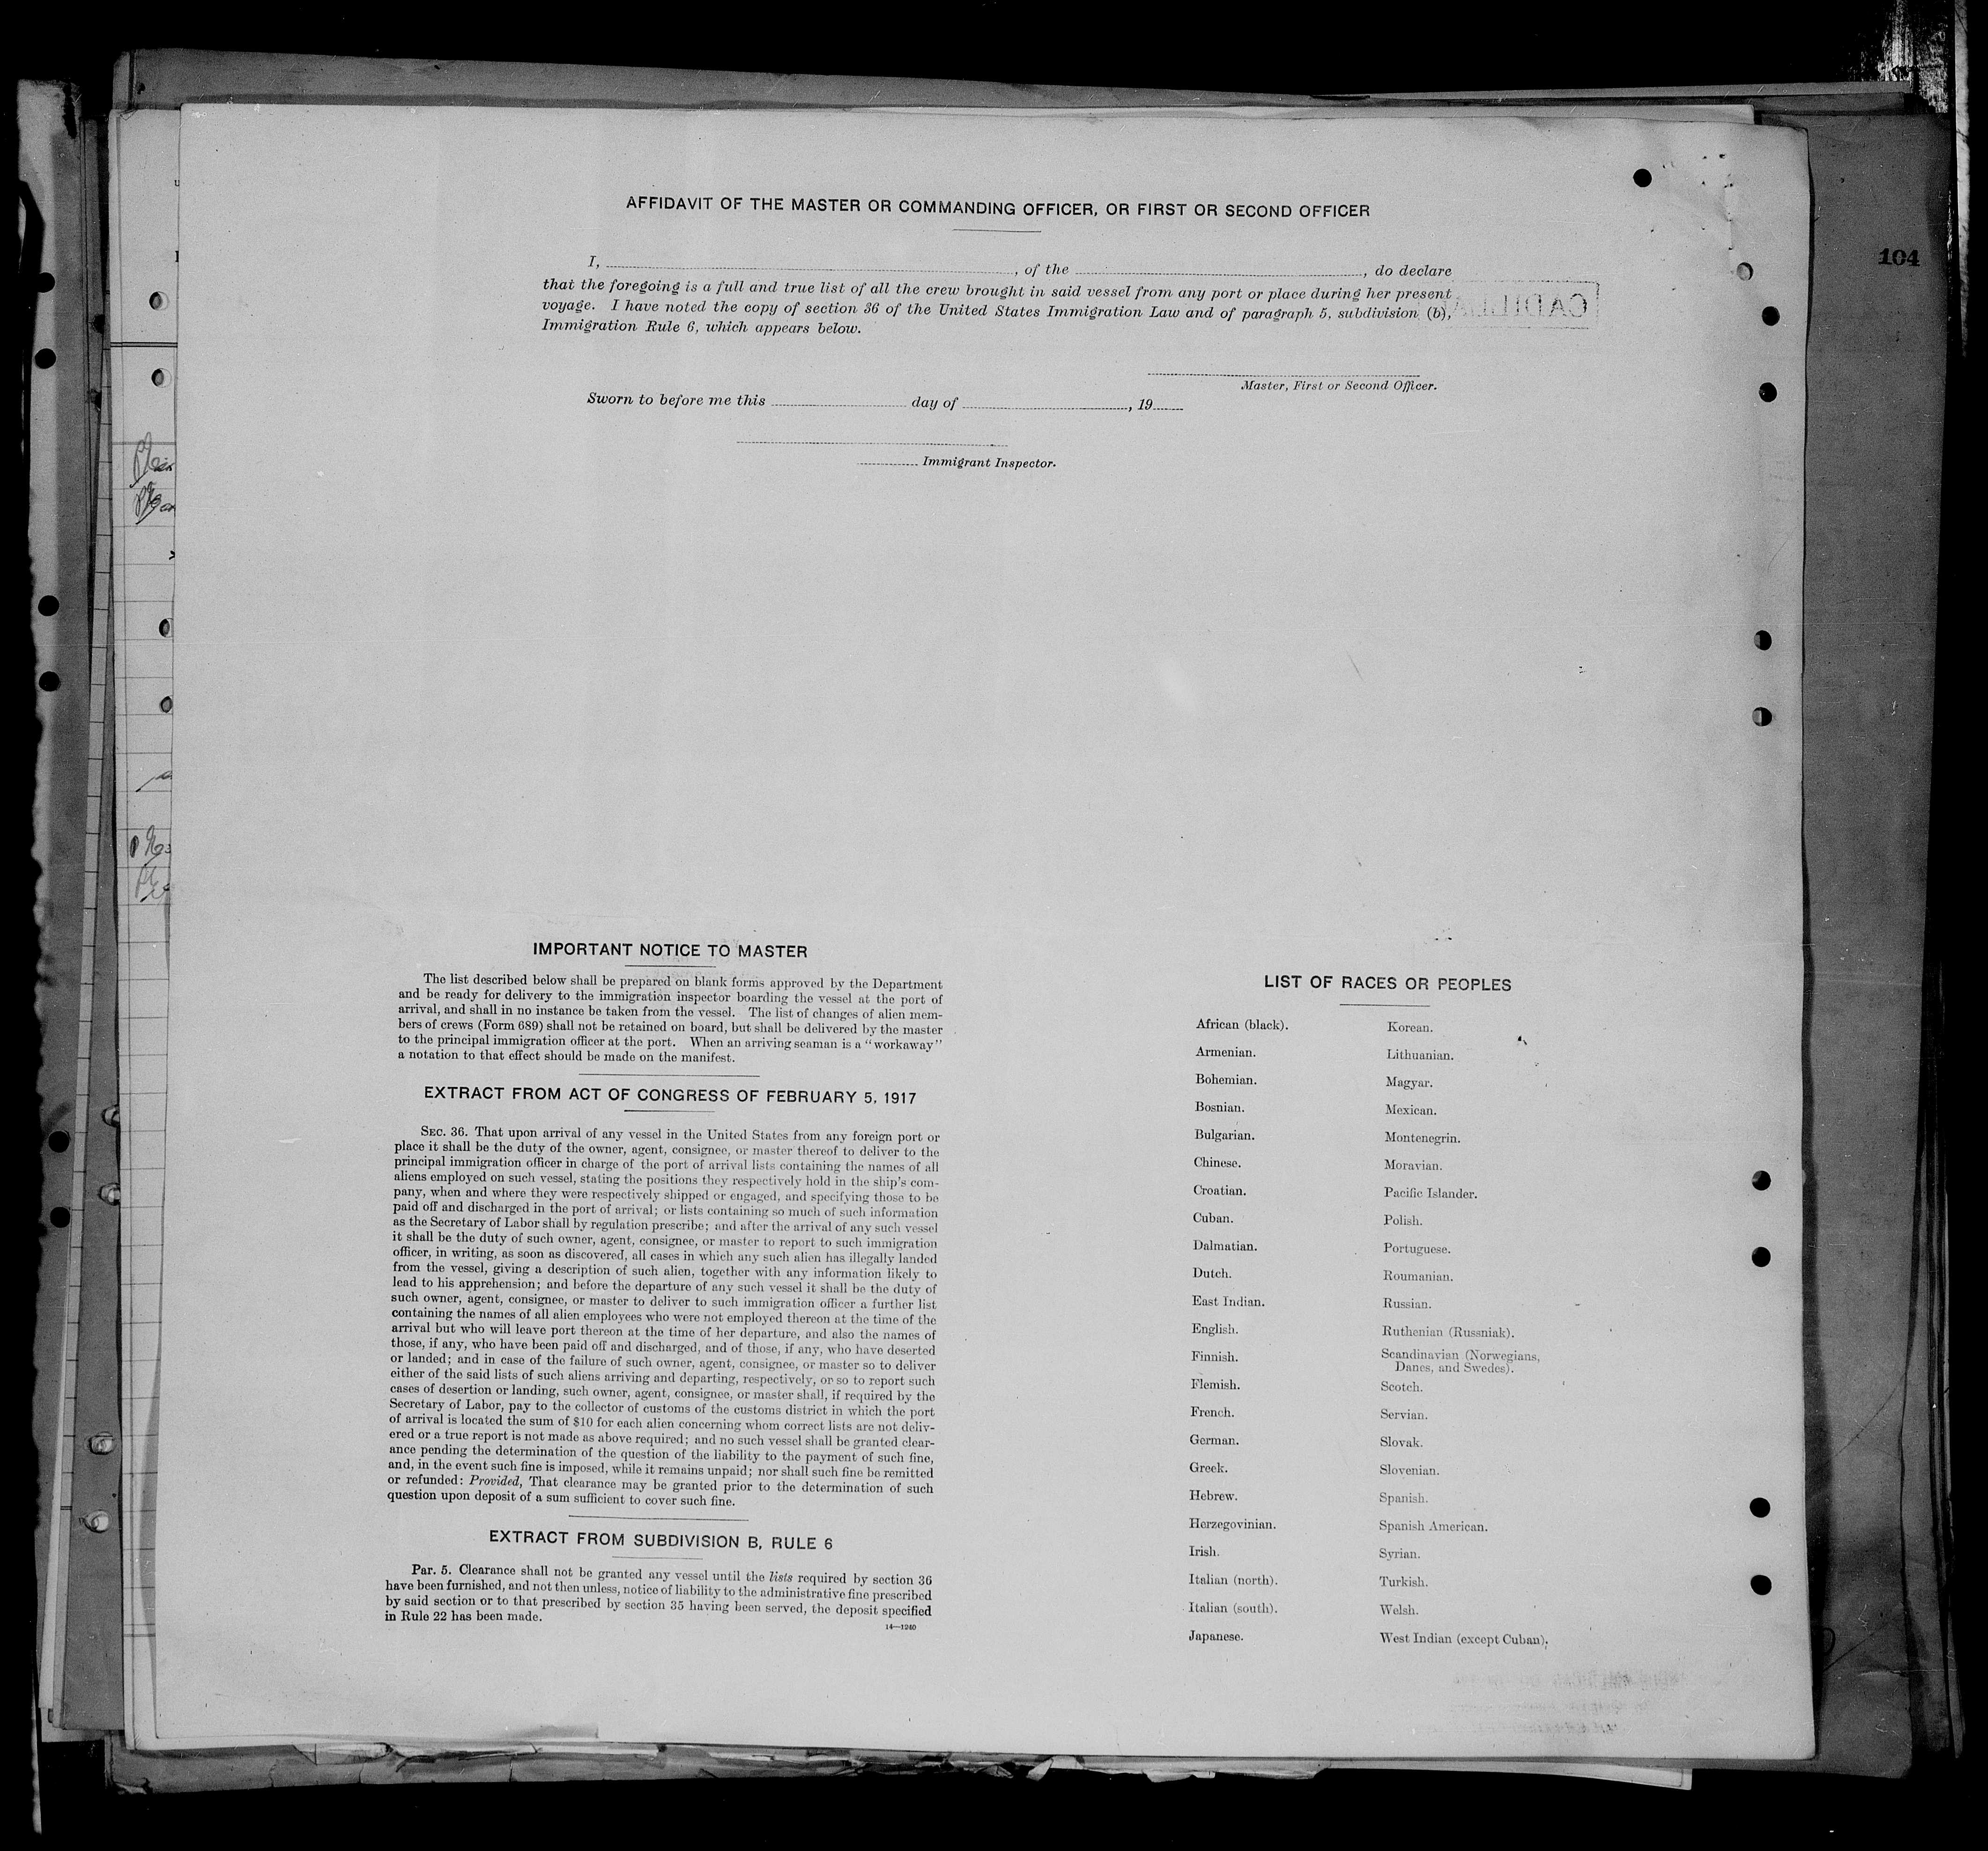 104
AFFIDAVIT OF THE MASTER OR COMMANDING OFFICER, OR FIRST OR SECOND OFFICER
I, , of the , do declare
that the foregoing is a full and true list of all the crew brought in said vessel from any port or place during her present
voyage. I have noted the copy of section 36 of the United States Immigration Law and of paragraph 5, subdivision (b),
Immigration Rule 6, which appears below.
Master, First or Second Officer.
Sworn to before me this day of , 19
Immigrant Inspector.
IMPORTANT NOTICE TO MASTER
The list described below shall be prepared on blank forms approved by the Department
and be ready for delivery to the immigration inspector boarding the vessel at the port of
arrival, and shall in no instance be taken from the vessel. The list of changes of alien mem-
bers of crews (Form 689) shall not be retained on board, but shall be delivered by the master
to the principal immigration officer at the port. When an arriving seaman is a "workaway"
a notation to that effect should be made on the manifest.
EXTRACT FROM ACT OF CONGRESS OF FEBRUARY 5, 1917
SEC. 36. That upon arrival of any vessel in the United States from any foreign port or
place it shall be the duty of the owner, agent, consignee, or master thereof to deliver to the
principal immigration officer in charge of the port of arrival lists containing the names of all
aliens employed on such vessel, stating the positions they respectively hold in the ship's com-
pany, when and where they were respectively shipped or engaged, and specifying those to be
paid off and discharged in the port of arrival; or lists containing so much of such information
as the Secretary of Labor shall by regulation prescribe; and after the arrival of any such vessel
it shall be the duty of such owner, agent, consignee, or master to report to such immigration
officer, in writing, as soon as discovered, all cases in which any such alien has illegally landed
from the vessel, giving a description of such alien, together with any information likely to
lead to his apprehension; and before the departure of any such vessel it shall be the duty of
such owner, agent, consignee, or master to deliver to such immigration officer a further list
containing the names of all alien employees who were not employed thereon at the time of the
arrival but who will leave port thereon at the time of her departure, and also the names of
those, if any, who have been paid off and discharged, and of those, if any, who have deserted
or landed; and in case of the failure of such owner, agent, consignee, or master so to deliver
either of the said lists of such aliens arriving and departing, respectively, or so to report such
cases of desertion or landing, such owner, agent, consignee, or master shall, if required by the
Secretary of Labor, pay to the collector of customs of the customs district in which the port
of arrival is located the sum of $10 for each alien concerning whom correct lists are not deliv-
ered or a true report is not made as above required; and no such vessel shall be granted clear-
ance pending the determination of the question of the liability to the payment of such fine,
and, in the event such fine is imposed, while it remains unpaid; nor shall such fine be remitted
or refunded: Provided, That clearance may be granted prior to the determination of such
question upon deposit of a sum sufficient to cover such fine.
EXTRACT FROM SUBDIVISION B, RULE 6
Par. 5. Clearance shall not be granted any vessel until the lists required by section 36
have been furnished, and not then unless, notice of liability to the administrative fine prescribed
by said section or to that prescribed by section 35 having been served, the deposit specified
in Rule 22 has been made.
14—1240
LIST OF RACES OR PEOPLES
African (black).
Armenian.
Bohemian.
Bosnian.
Bulgarian.
Chinese.
Croatian.
Cuban.
Dalmatian.
Dutch.
East Indian.
English.
Finnish.
Flemish.
French.
German.
Greek.
Hebrew.
Herzegovinian.
Irish.
Italian (north).
Italian (south).
Japanese.
Korean.
Lithuanian.
Magyar.
Mexican.
Montenegrin.
Moravian.
Pacific Islander.
Polish.
Portuguese.
Roumanian.
Russian.
Ruthenian (Russniak).
Scandinavian (Norwegians,
Danes, and Swedes).
Scotch.
Servian.
Slovak.
Slovenian.
Spanish.
Spanish American.
Syrian.
Turkish.
Welsh.
West Indian (except Cuban).